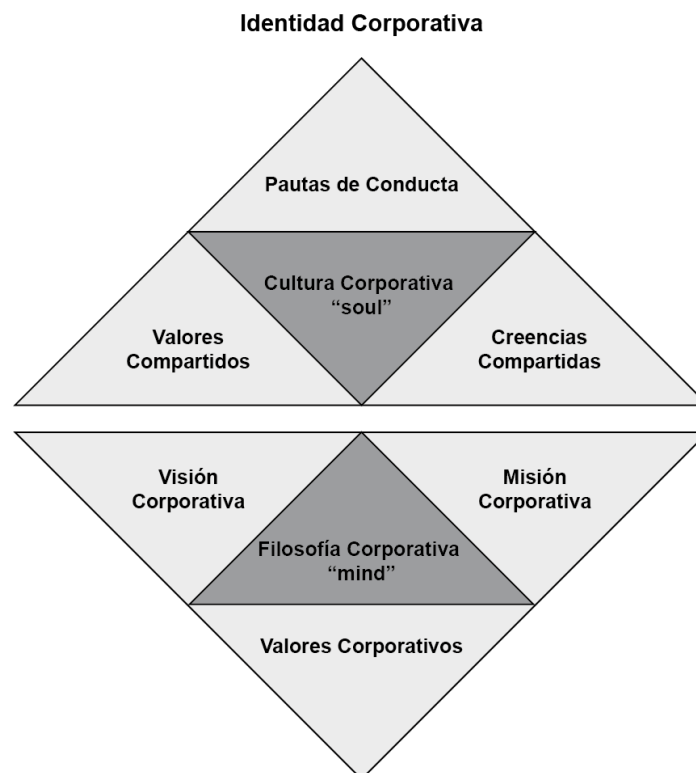 Identidad Corporativa
Pautas de Conducta
Cultura Corporativa
“soul”
Valores
Compartidos
Creencias
Compartidas
Visión
Corporativa
Misión
Corporativa
Filosofía Corporativa
“mind”
Valores Corporativos